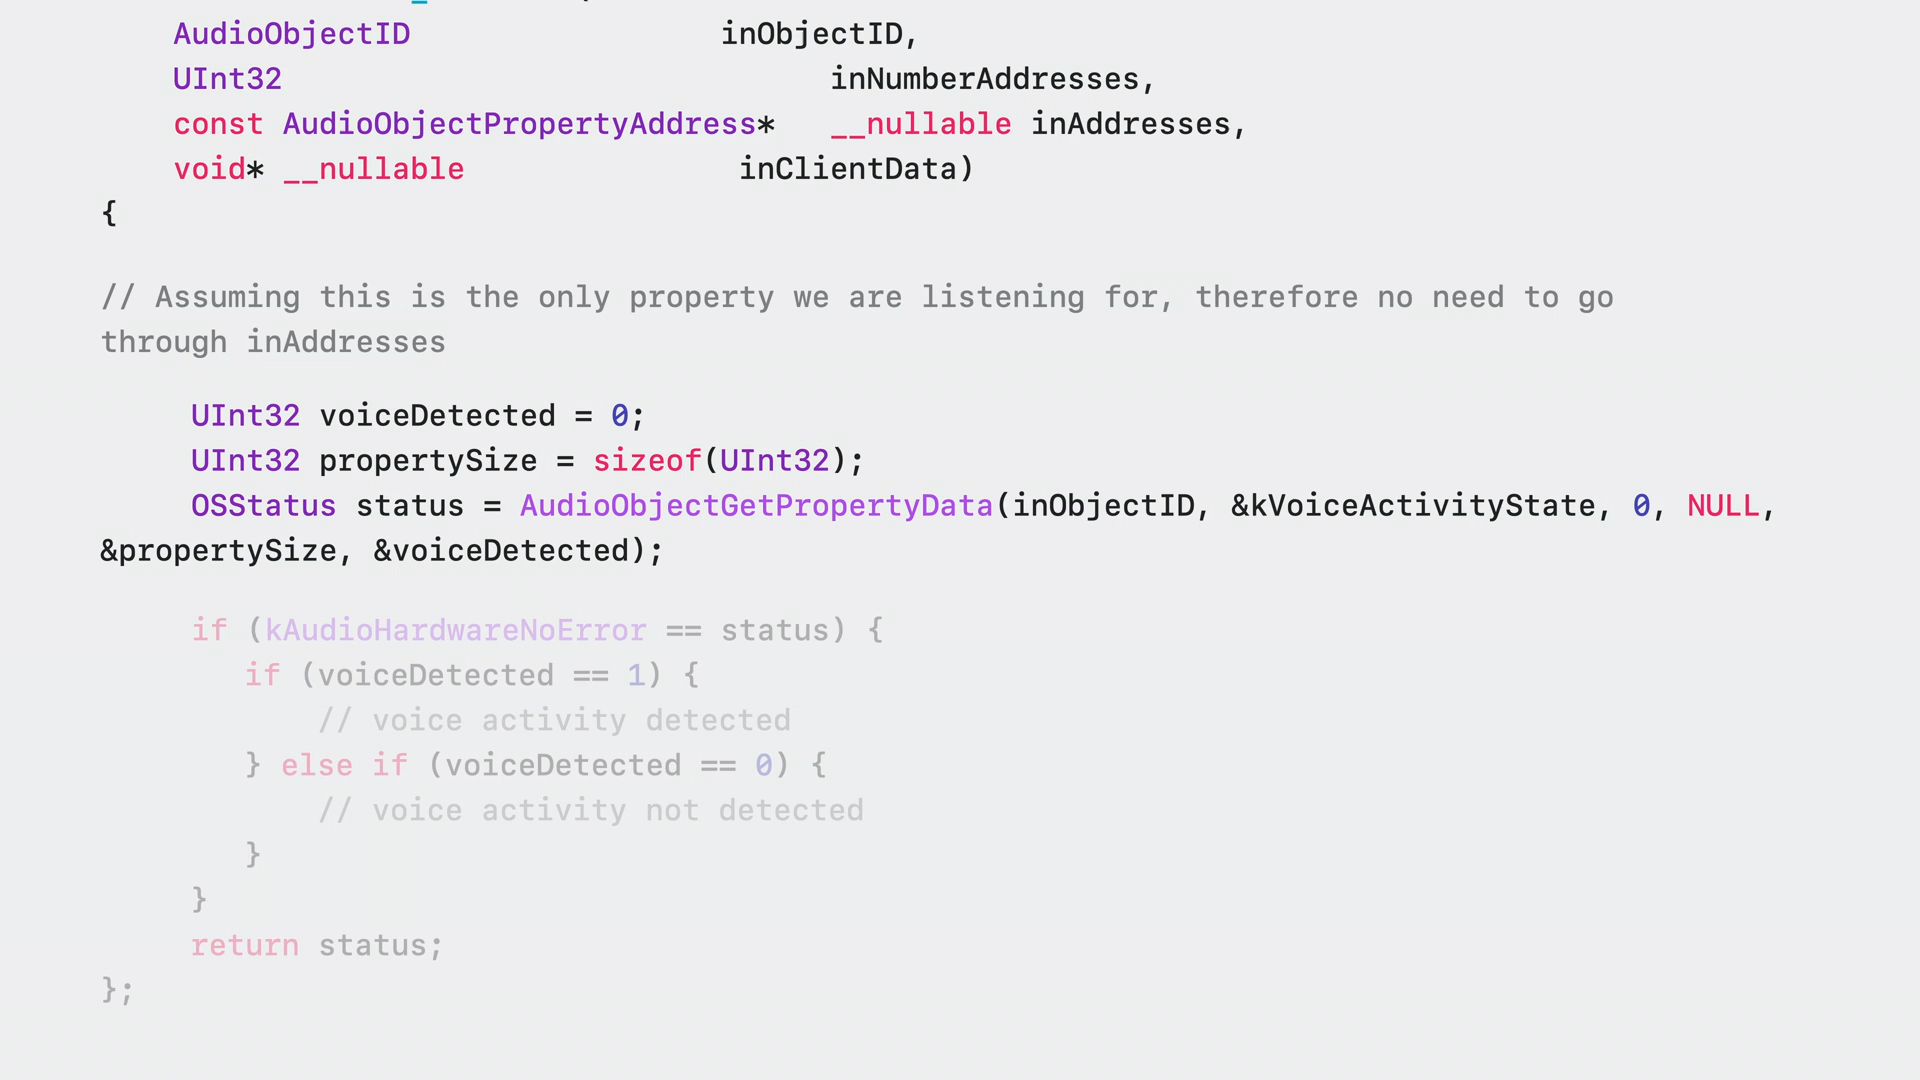 AudioObjectID inObjectID,
UInt32 inNumberAddresses,
const AudioObjectPropertyAddress* __nullable inAddresses,
void* __nullable inClientData)
{
// Assuming this is the only property we are listening for, therefore no need to go
through inAddresses
UInt32 voiceDetected = 0;
UInt32 propertySize = sizeof(UInt32);
OSStatus status = AudioObjectGetPropertyData(inObjectID, &kVoiceActivityState, 0, NULL,
&propertySize, &voiceDetected);
if (kAudioHardwareNoError == status) {
if (voiceDetected == 1) {
// voice activity detected
} else if (voiceDetected == 0) {
// voice activity not detected
}
}
return status;
};